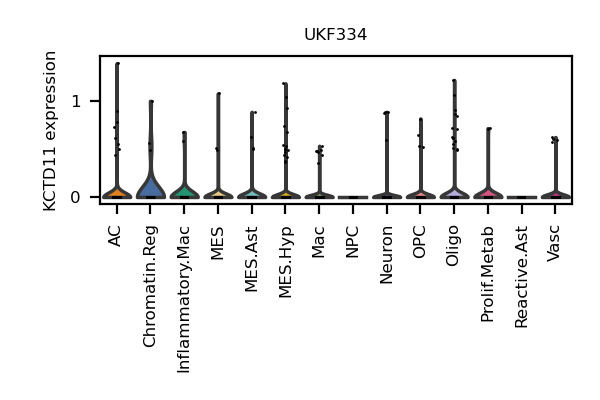 UKF334
KCTD11 expression
1
0
AC
Chromatin.Reg
Inflammatory.Mac
MES
MES.Ast
MES.Hyp
Mac
NPC
Neuron
OPC
Oligo
Prolif.Metab
Reactive.Ast
Vasc